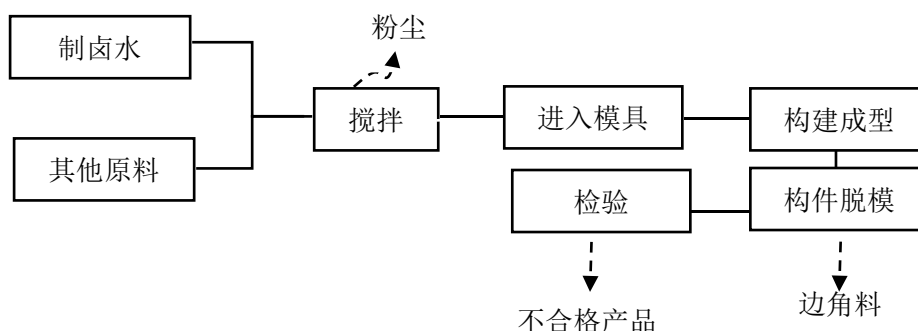 粉尘
制卤水
搅拌
进入模具
构建成型
其他原料
检验
构件脱模
不合格产品
边角料